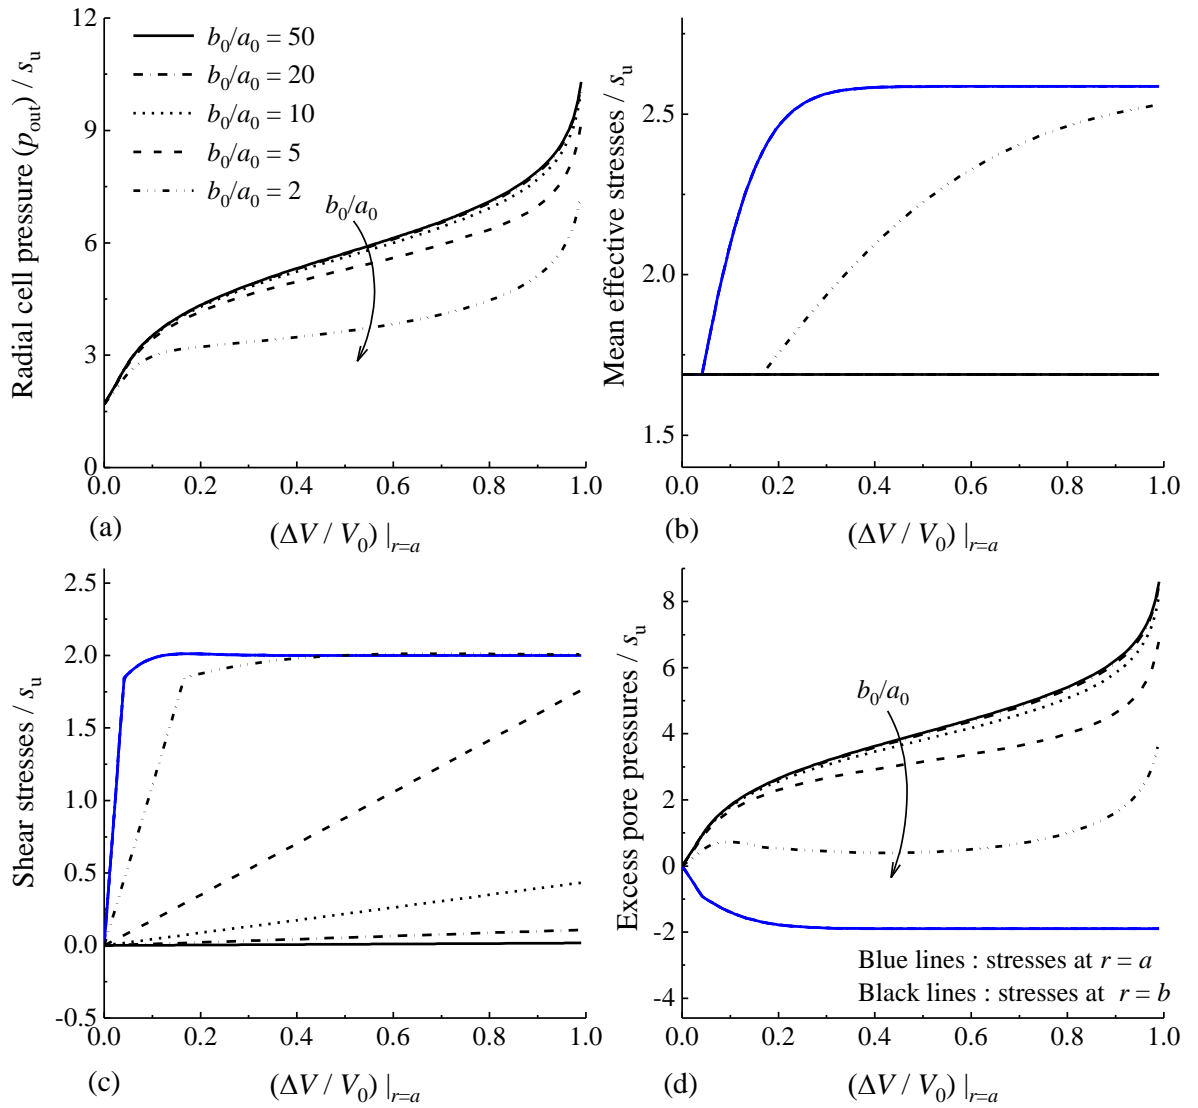 12
9
6
3
0
Radial cell pressure (p_out) / s_u
b_0/a_0 = 50
b_0/a_0 = 20
b_0/a_0 = 10
b_0/a_0 = 5
b_0/a_0 = 2
b_0/a_0
0.0 0.2 0.4 0.6 0.8 1.0
(a) (ΔV / V_0) |_{r=a}
2.5
2.0
1.5
Mean effective stresses / s_u
0.0 0.2 0.4 0.6 0.8 1.0
(b) (ΔV / V_0) |_{r=a}
2.5
2.0
1.5
1.0
0.5
0.0
-0.5
Shear stresses / s_u
0.0 0.2 0.4 0.6 0.8 1.0
(c) (ΔV / V_0) |_{r=a}
8
6
4
2
0
-2
-4
Excess pore pressures / s_u
b_0/a_0
Blue lines : stresses at r = a
Black lines : stresses at r = b
0.0 0.2 0.4 0.6 0.8 1.0
(d) (ΔV / V_0) |_{r=a}